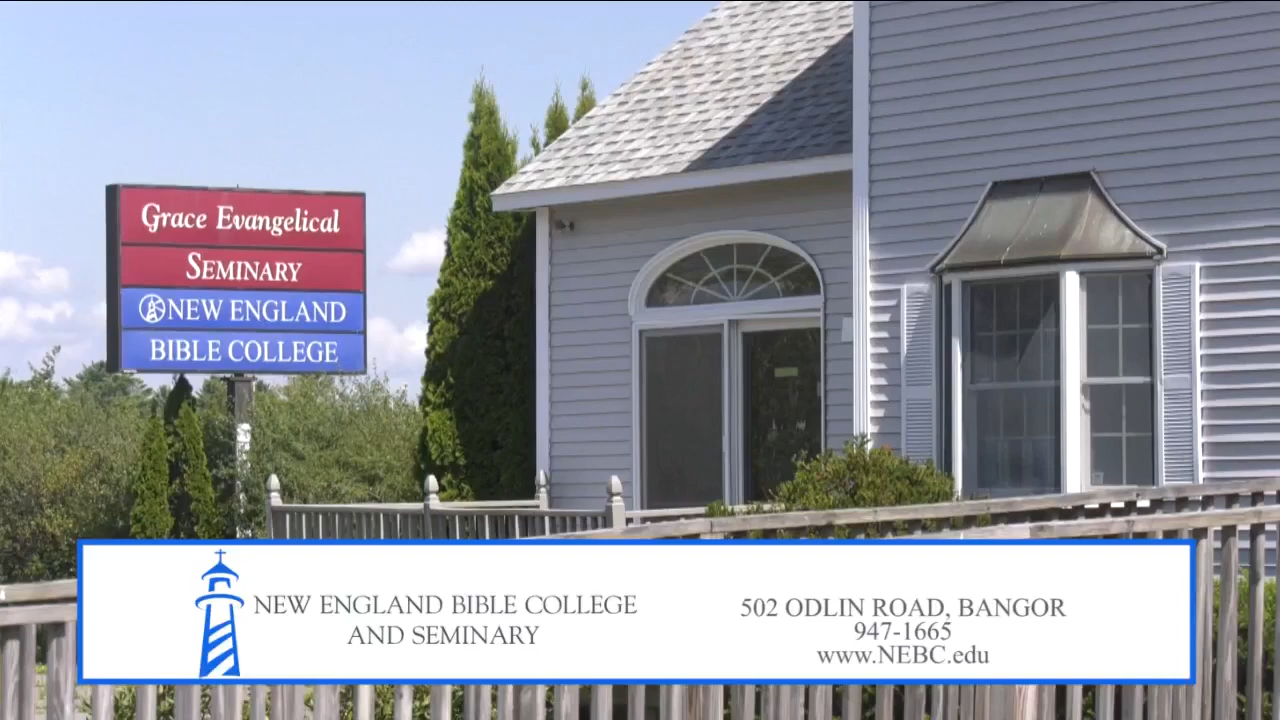 Grace Evangelical
SEMINARY
NEW ENGLAND
BIBLE COLLEGE
NEW ENGLAND BIBLE COLLEGE
AND SEMINARY
502 ODLIN ROAD, BANGOR
947-1665
www.NEBC.edu